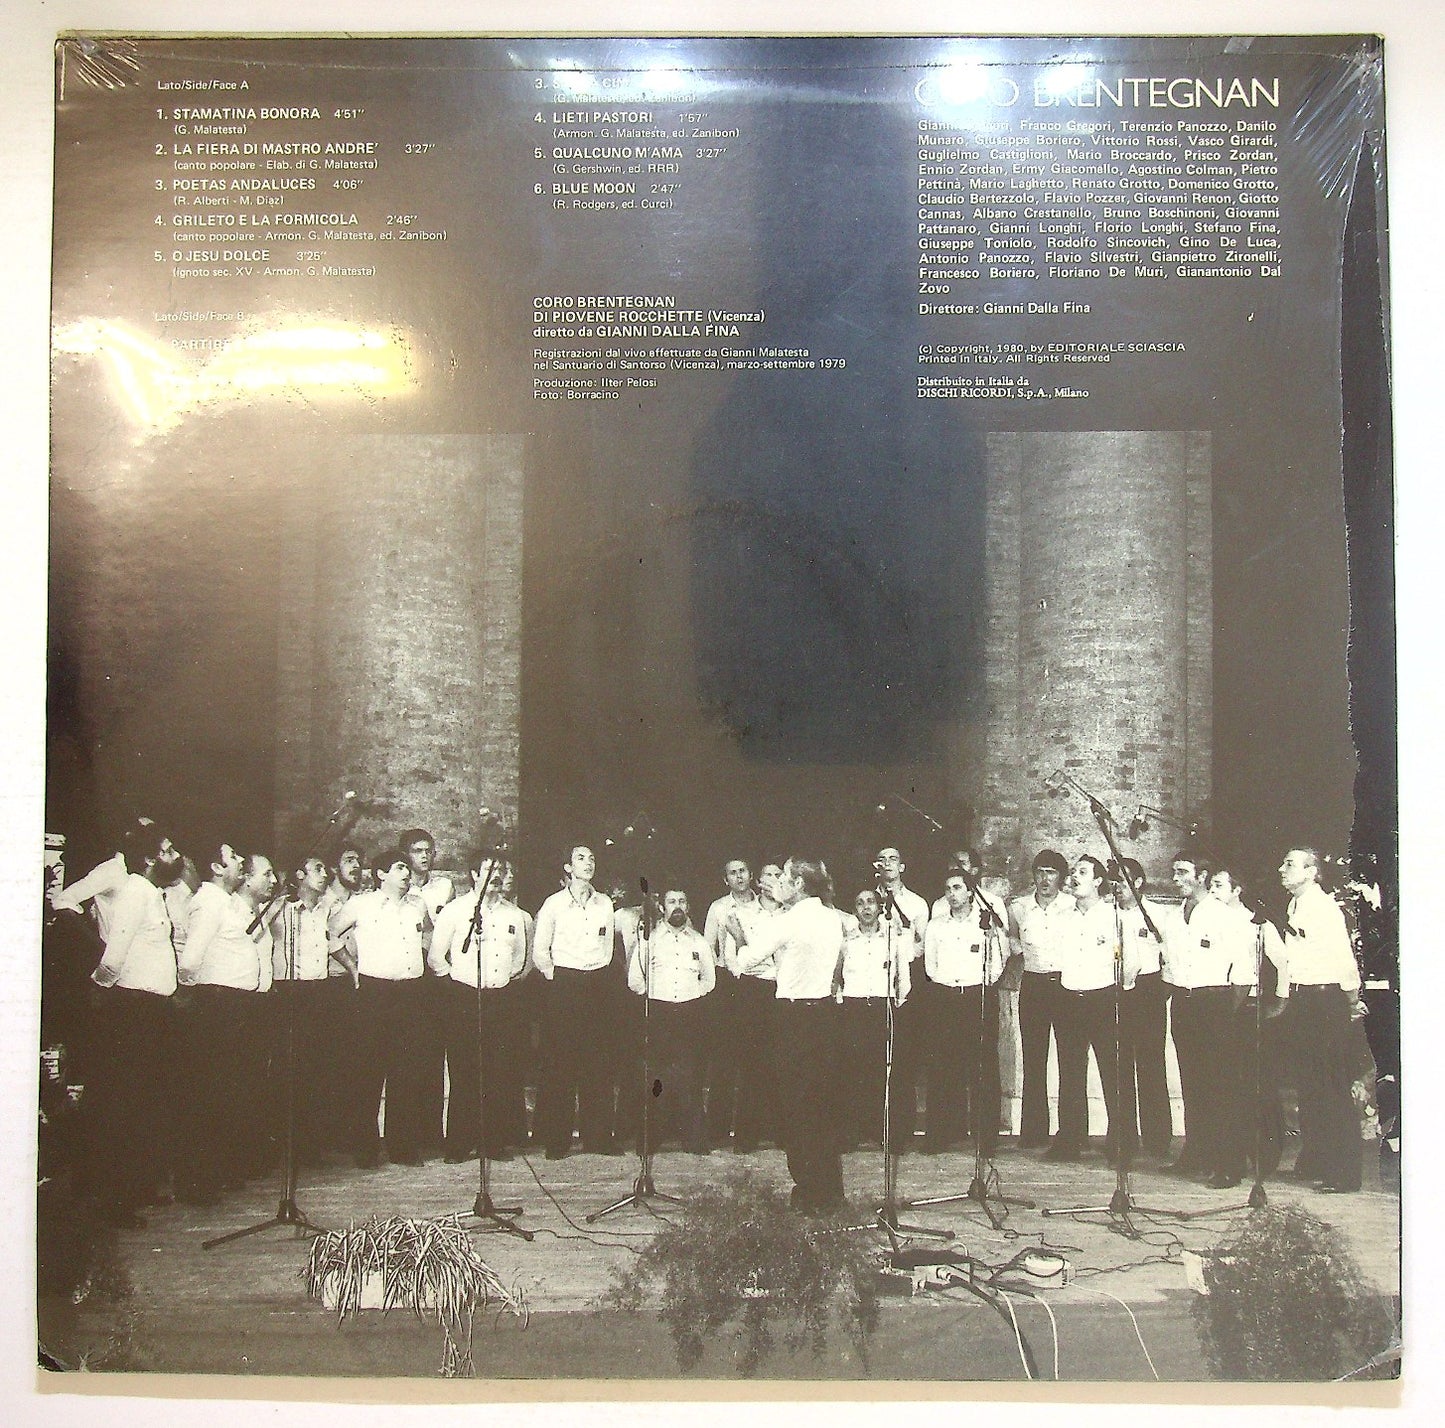 Lato/Side/Face A
1. STAMATINA BONORA 4'51''
(G. Malatesta)
2. LA FIERA DI MASTRO ANDRE' 3'27''
(canto popolare - Elab. di G. Malatesta)
3. POETAS ANDALUCES 4'06''
(R. Alberti - M. Diaz)
4. GRILETO E LA FORMICOLA 2'46''
(canto popolare - Armon. G. Malatesta, ed. Zanibon)
5. O JESU DOLCE 3'25''
(ignoto sec. XV - Armon. G. Malatesta)
Lato/Side/Face B
PARTIRE
3.
(G. Malatesta, ed. Zanibon)
4. LIETI PASTORI 1'57''
(Armon. G. Malatesta, ed. Zanibon)
5. QUALCUNO M'AMA 3'27''
(G. Gershwin, ed. RRR)
6. BLUE MOON 2'47''
(R. Rodgers, ed. Curci)
CORO BRENTEGNAN
DI PIOVENE ROCCHETTE (Vicenza)
diretto da GIANNI DALLA FINA
Registrazioni dal vivo effettuate da Gianni Malatesta
nel Santuario di Santorso (Vicenza), marzo-settembre 1979
Produzione: Ilter Pelosi
Foto: Borracino
CORO BRENTEGNAN
Franco Gregori, Terenzio Panozzo, Danilo
Munaro, Giuseppe Boriero, Vittorio Rossi, Vasco Girardi,
Guglielmo Castiglioni, Mario Broccardo, Prisco Zordan,
Ennio Zordan, Ermy Giacomello, Agostino Colman, Pietro
Pettinà, Mario Laghetto, Renato Grotto, Domenico Grotto,
Claudio Bertezzolo, Flavio Pozzer, Giovanni Renon, Giotto
Cannas, Albano Crestanello, Bruno Boschinoni, Giovanni
Pattanaro, Gianni Longhi, Florio Longhi, Stefano Fina,
Giuseppe Toniolo, Rodolfo Sincovich, Gino De Luca,
Antonio Panozzo, Flavio Silvestri, Gianpietro Zironelli,
Francesco Boriero, Floriano De Muri, Gianantonio Dal
Zovo
Direttore: Gianni Dalla Fina
(c) Copyright, 1980, by EDITORIALE SCIASCIA
Printed in Italy. All Rights Reserved
Distribuito in Italia da
DISCHI RICORDI, S.p.A., Milano